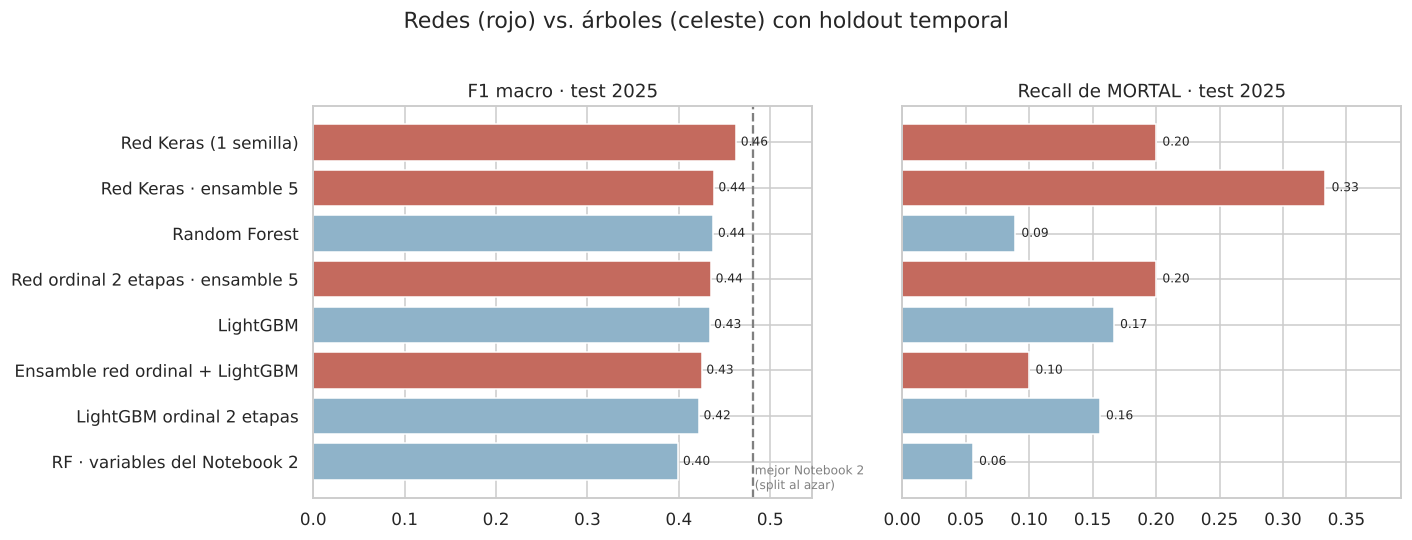 Redes (rojo) vs. árboles (celeste) con holdout temporal
F1 macro · test 2025
Red Keras (1 semilla)
0.46
Red Keras · ensamble 5
0.44
Random Forest
0.44
Red ordinal 2 etapas · ensamble 5
0.44
LightGBM
0.43
Ensamble red ordinal + LightGBM
0.43
LightGBM ordinal 2 etapas
0.42
RF · variables del Notebook 2
0.40
mejor Notebook 2
(split al azar)
0.0 0.1 0.2 0.3 0.4 0.5
Recall de MORTAL · test 2025
0.20
0.33
0.09
0.20
0.17
0.10
0.16
0.06
0.00 0.05 0.10 0.15 0.20 0.25 0.30 0.35